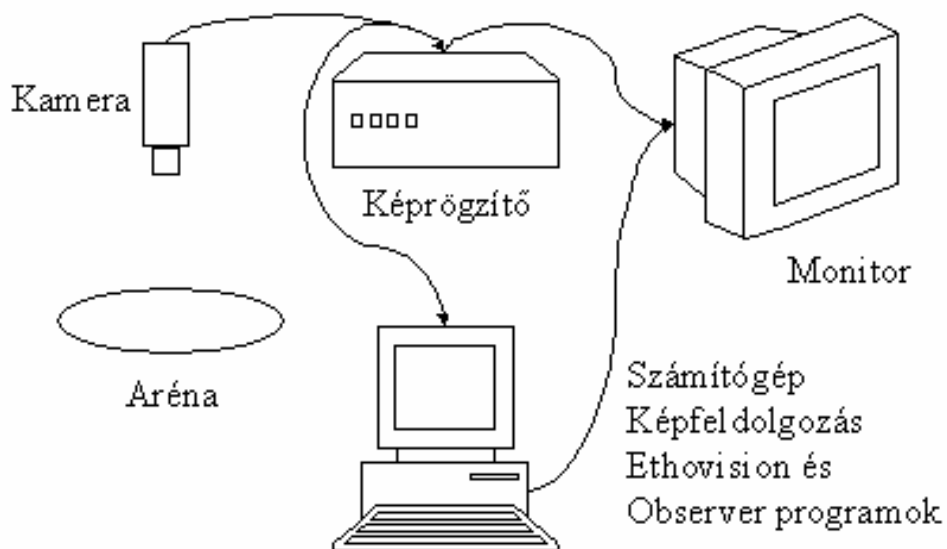 Kamera
Képrögzítő
Monitor
Aréna
Számítógép
Képfeldolgozás
Ethovision és
Observer programok